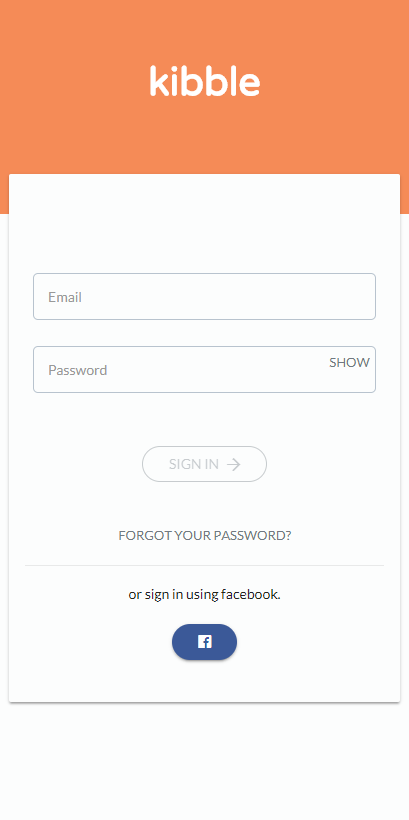 kibble
Email
Password
SHOW
SIGN IN
FORGOT YOUR PASSWORD?
or sign in using facebook.